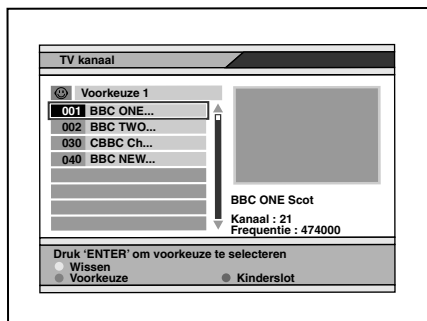 TV kanaal
Voorkeuze 1
001 BBC ONE...
002 BBC TWO...
030 CBBC Ch...
040 BBC NEW...
BBC ONE Scot
Kanaal : 21
Frequentie : 474000
Druk ‘ENTER’ om voorkeuze te selecteren
Wissen
Voorkeuze Kinderslot